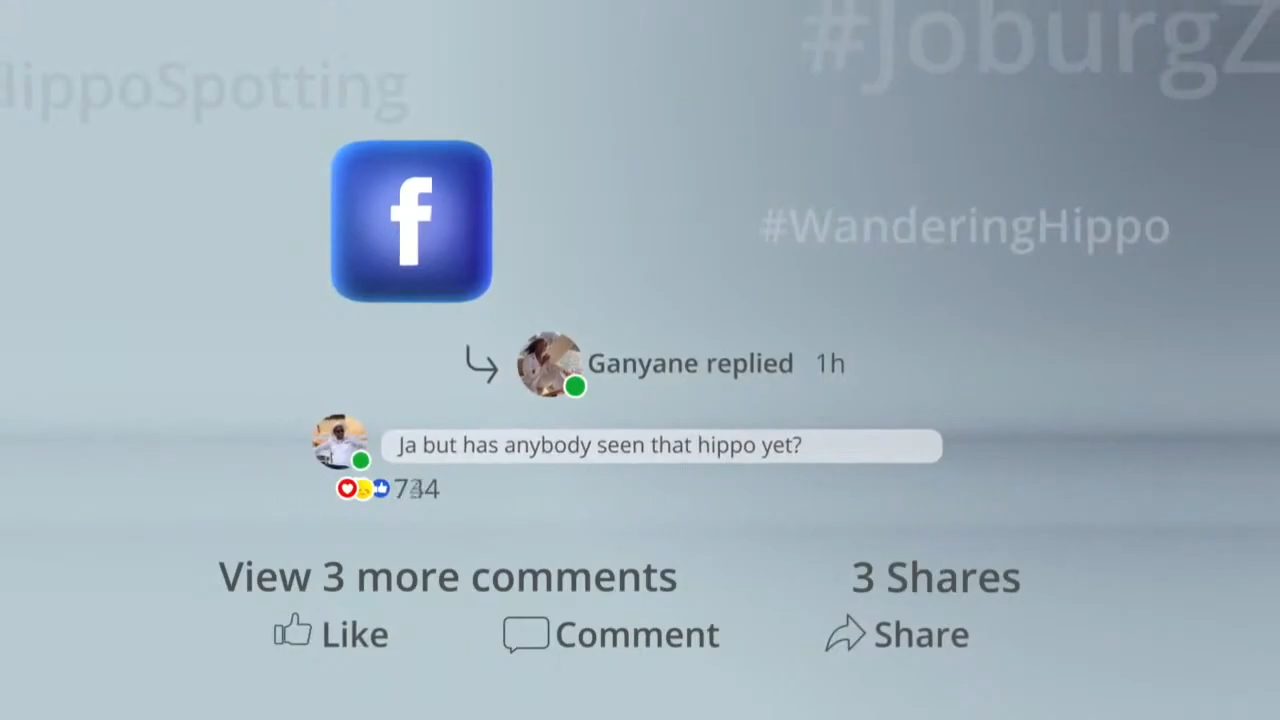 #JoburgZ
HippoSpotting
f
#WanderingHippo
Ganyane replied 1h
Ja but has anybody seen that hippo yet?
View 3 more comments 3 Shares
Like Comment Share